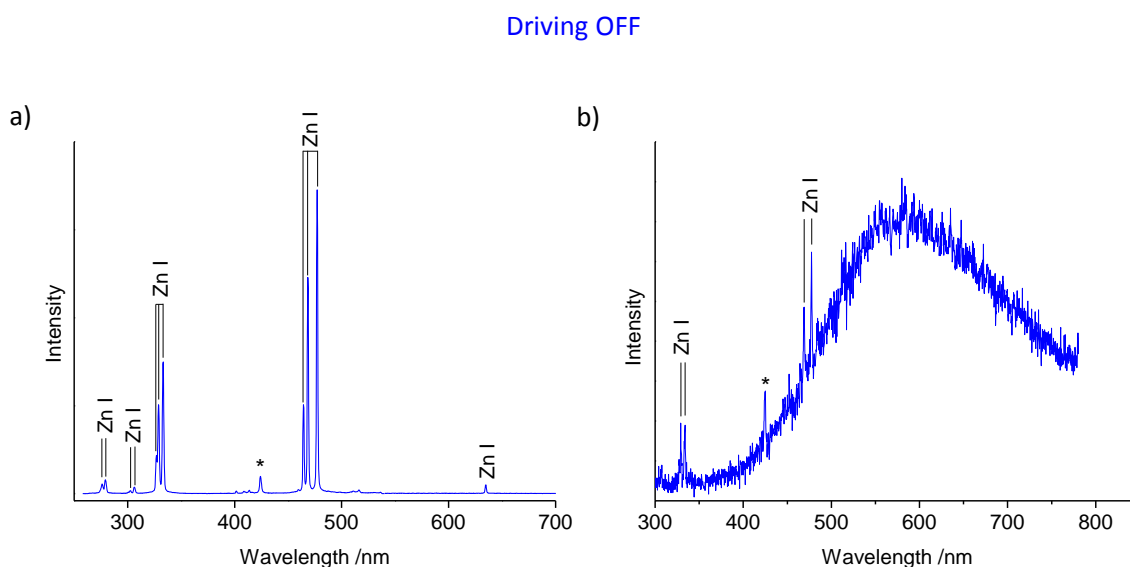 Driving OFF
a)
Zn I
Zn I
Zn I
*
Zn I
Zn I
Intensity
300 400 500 600 700
Wavelength /nm
b)
Zn I
*
Zn I
Intensity
300 400 500 600 700 800
Wavelength /nm